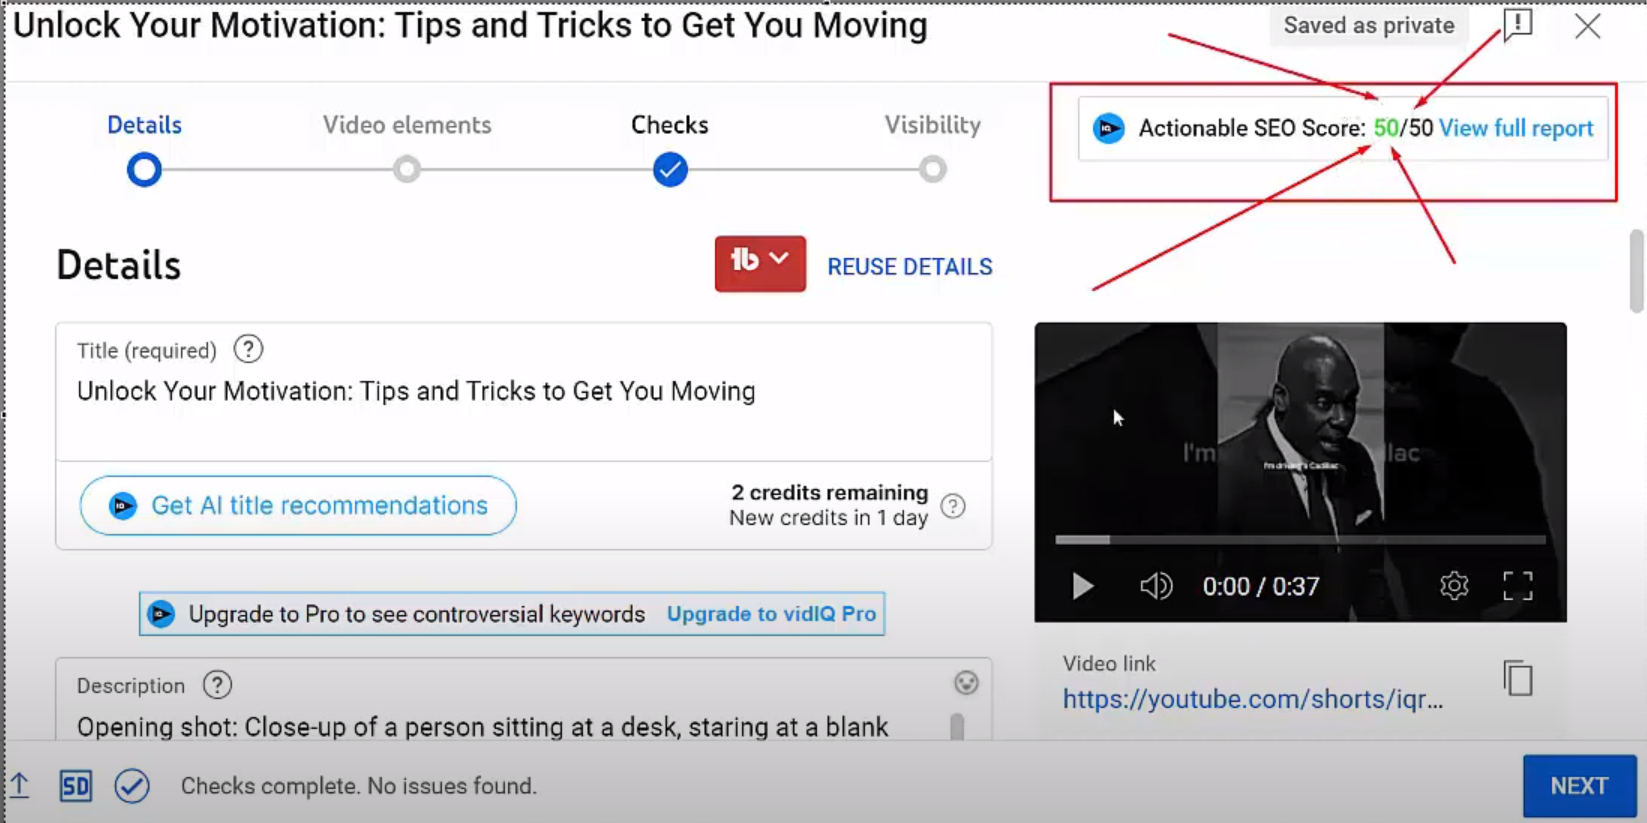 Unlock Your Motivation: Tips and Tricks to Get You Moving
Saved as private
Details
Video elements
Checks
Visibility
Actionable SEO Score: 50/50 View full report
Details
tb
REUSE DETAILS
Title (required)
Unlock Your Motivation: Tips and Tricks to Get You Moving
Get AI title recommendations
2 credits remaining
New credits in 1 day
Upgrade to Pro to see controversial keywords Upgrade to vidIQ Pro
I'm
I'm driving a Cadillac
llac
0:00 / 0:37
Description
Opening shot: Close-up of a person sitting at a desk, staring at a blank
Video link
https://youtube.com/shorts/iqr...
SD
Checks complete. No issues found.
NEXT